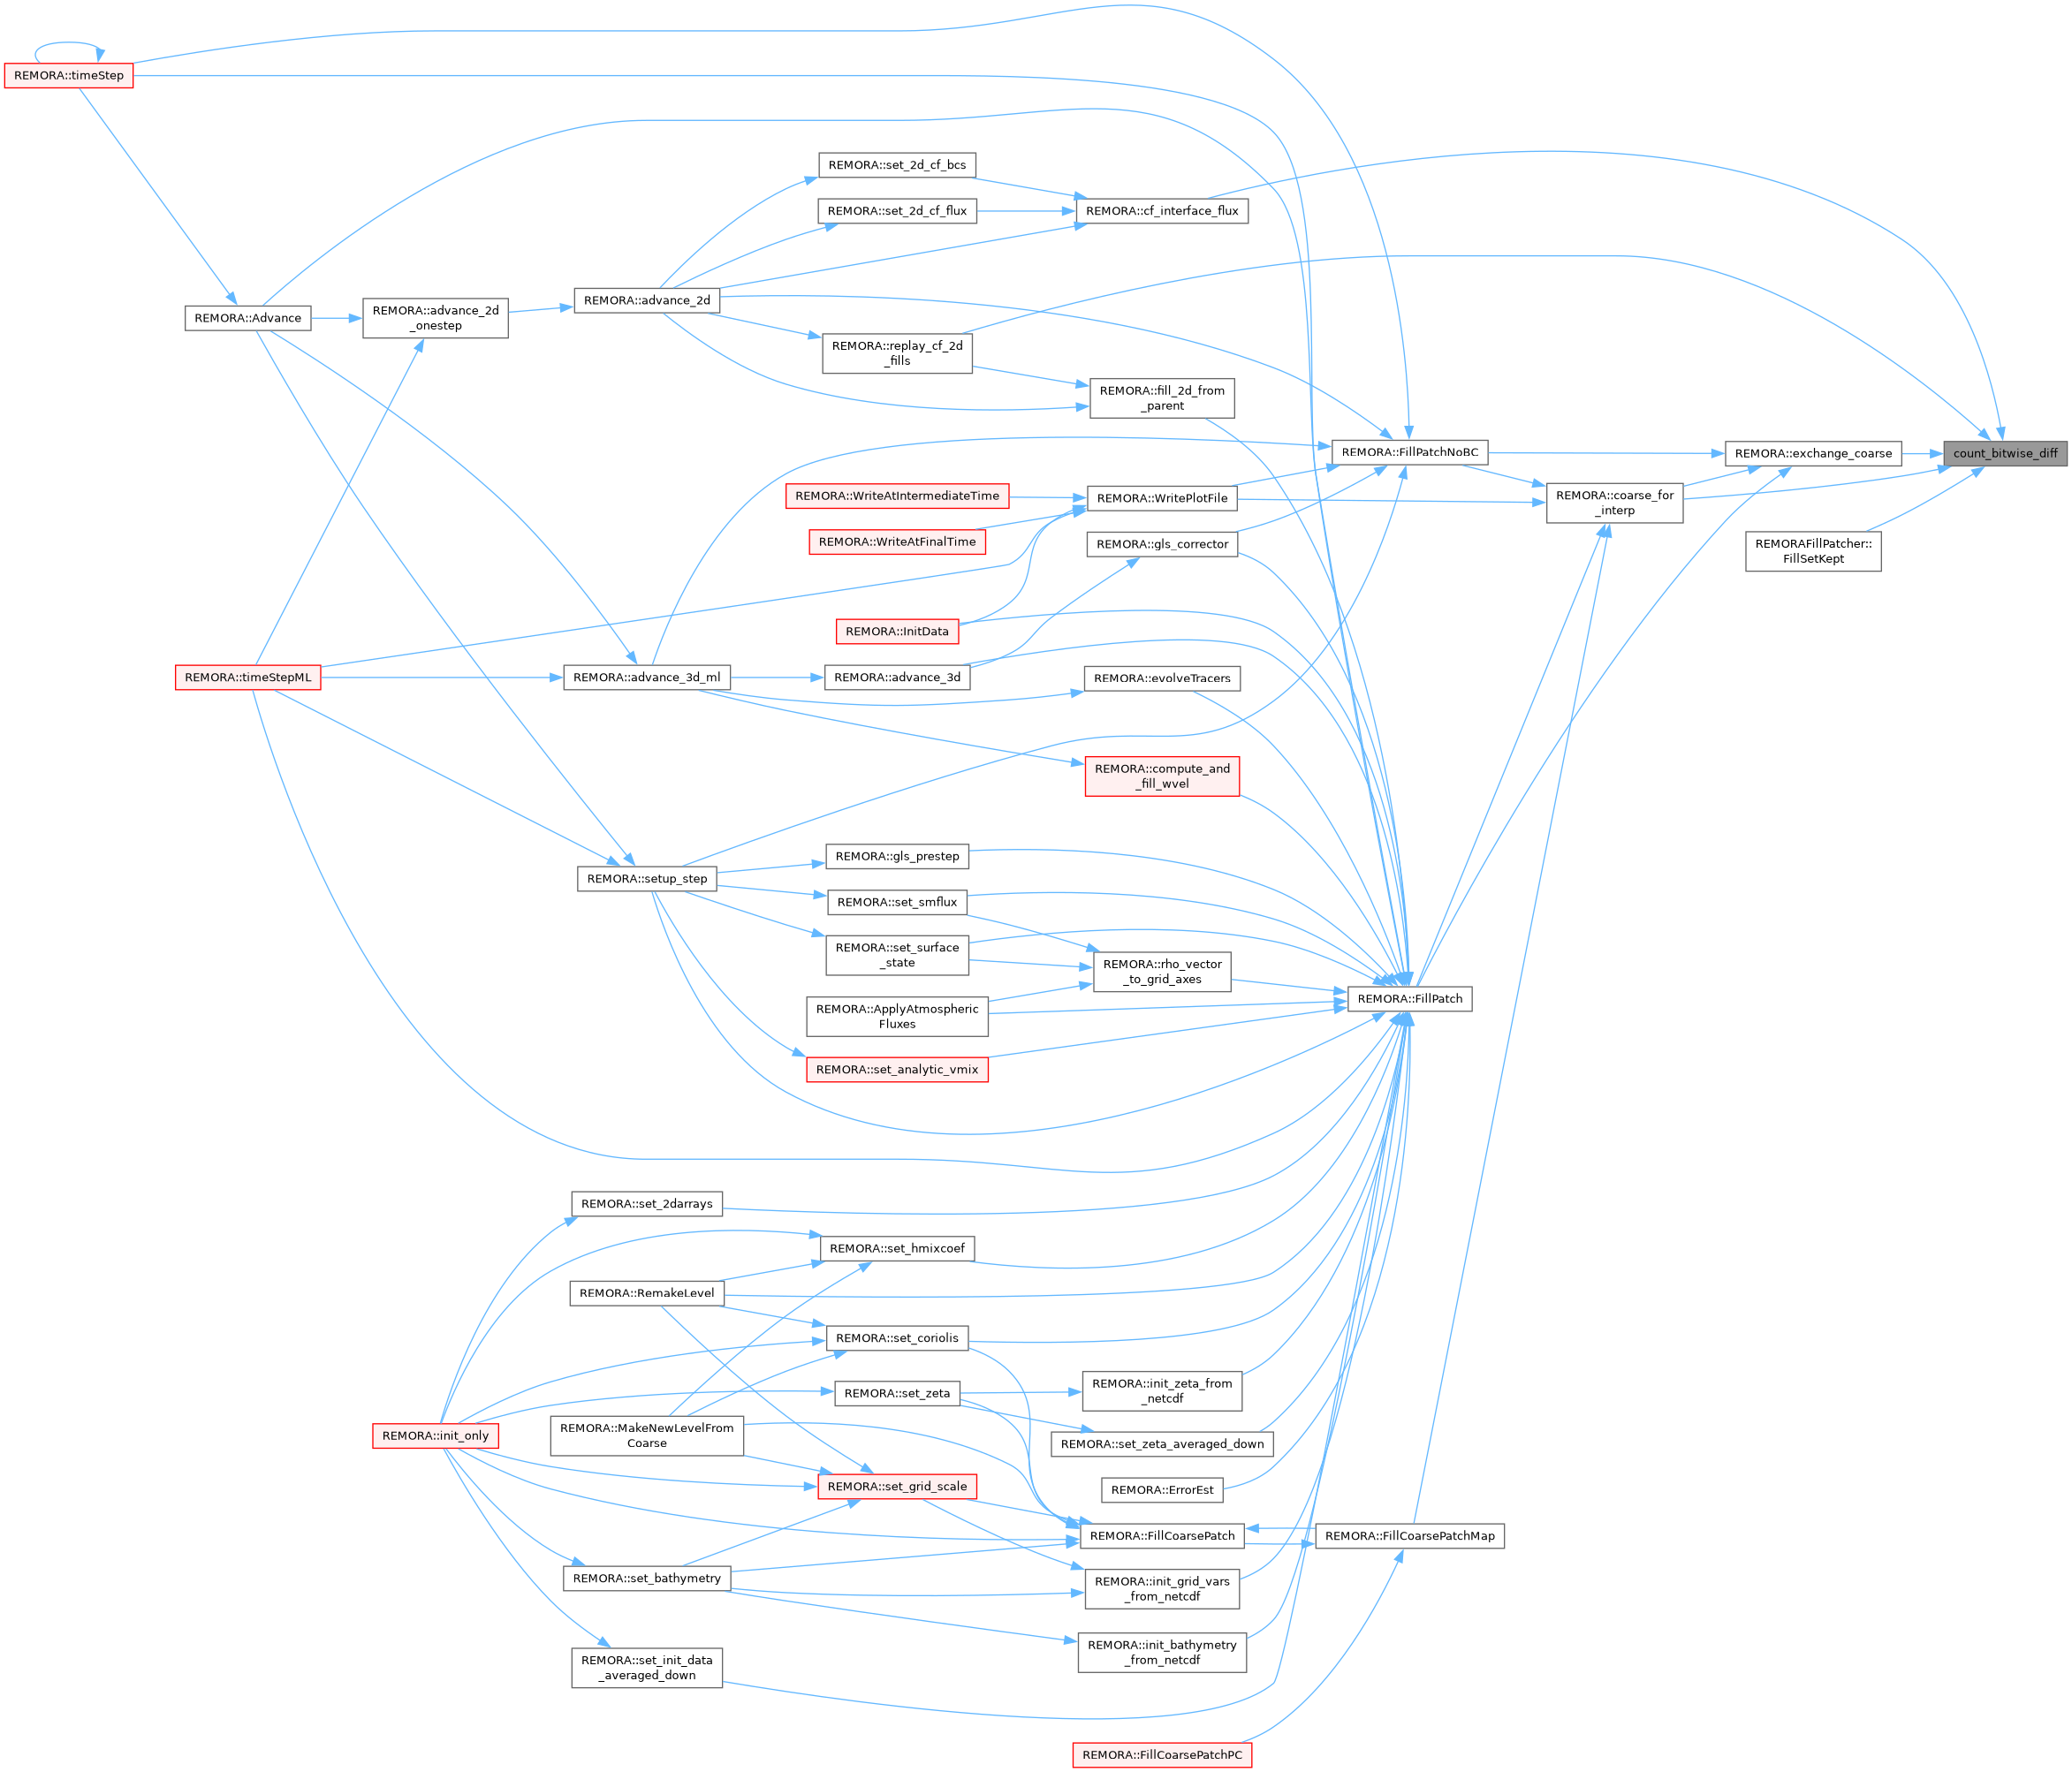 REMORA::timeStep
REMORA::set_2d_cf_bcs
REMORA::set_2d_cf_flux
REMORA::cf_interface_flux
REMORA::advance_2d
REMORA::advance_2d
_onestep
REMORA::Advance
REMORA::replay_cf_2d
_fills
REMORA::fill_2d_from
_parent
REMORA::FillPatchNoBC
REMORA::exchange_coarse
count_bitwise_diff
REMORA::WriteAtIntermediateTime
REMORA::WritePlotFile
REMORA::coarse_for
_interp
REMORA::WriteAtFinalTime
REMORA::gls_corrector
REMORAFillPatcher::
FillSetKept
REMORA::InitData
REMORA::timeStepML
REMORA::advance_3d_ml
REMORA::advance_3d
REMORA::evolveTracers
REMORA::compute_and
_fill_wvel
REMORA::gls_prestep
REMORA::setup_step
REMORA::set_smflux
REMORA::set_surface
_state
REMORA::rho_vector
_to_grid_axes
REMORA::FillPatch
REMORA::ApplyAtmospheric
Fluxes
REMORA::set_analytic_vmix
REMORA::set_2darrays
REMORA::set_hmixcoef
REMORA::RemakeLevel
REMORA::set_coriolis
REMORA::init_zeta_from
_netcdf
REMORA::set_zeta
REMORA::init_only
REMORA::MakeNewLevelFrom
Coarse
REMORA::set_zeta_averaged_down
REMORA::set_grid_scale
REMORA::ErrorEst
REMORA::FillCoarsePatch
REMORA::FillCoarsePatchMap
REMORA::set_bathymetry
REMORA::init_grid_vars
_from_netcdf
REMORA::init_bathymetry
_from_netcdf
REMORA::set_init_data
_averaged_down
REMORA::FillCoarsePatchPC